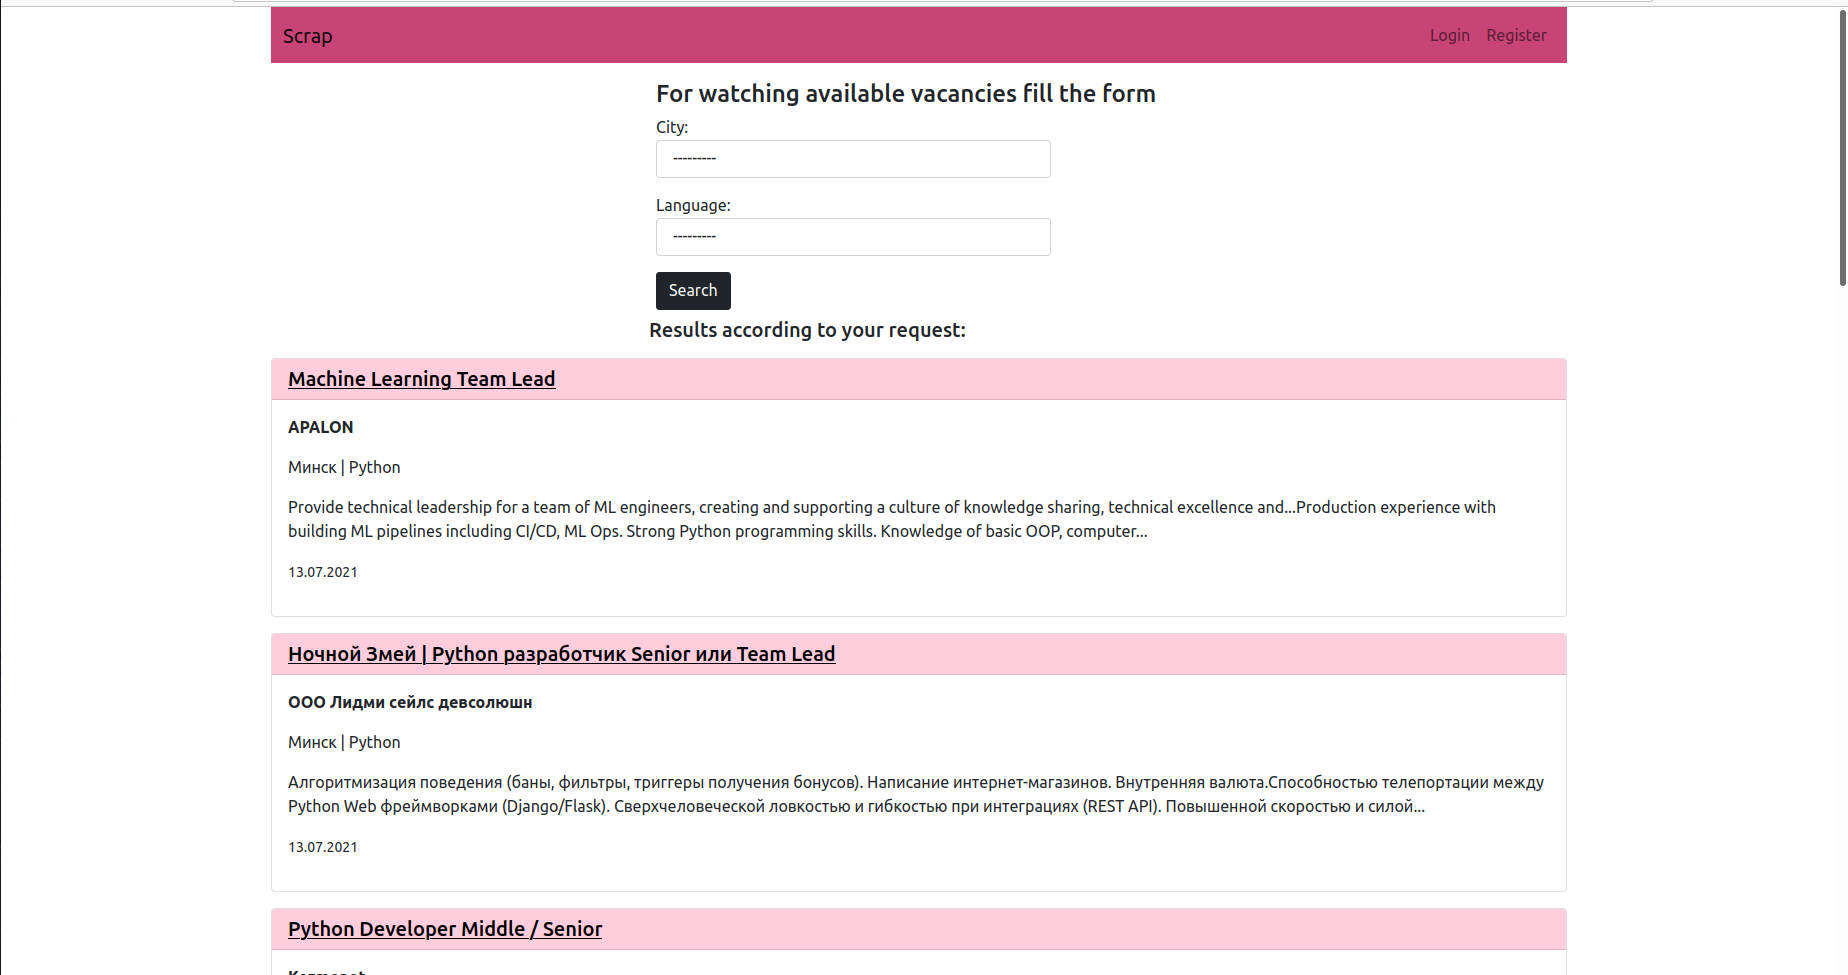 Scrap
Login Register
For watching available vacancies fill the form
City:
---------
Language:
---------
Search
Results according to your request:
Machine Learning Team Lead
APALON
Минск | Python
Provide technical leadership for a team of ML engineers, creating and supporting a culture of knowledge sharing, technical excellence and...Production experience with
building ML pipelines including CI/CD, ML Ops. Strong Python programming skills. Knowledge of basic OOP, computer...
13.07.2021
Ночной Змей | Python разработчик Senior или Team Lead
ООО Лидми сейлс девсолюшн
Минск | Python
Алгоритмизация поведения (баны, фильтры, триггеры получения бонусов). Написание интернет-магазинов. Внутренняя валюта.Способностью телепортации между
Python Web фреймворками (Django/Flask). Сверхчеловеческой ловкостью и гибкостью при интеграциях (REST API). Повышенной скоростью и силой...
13.07.2021
Python Developer Middle / Senior